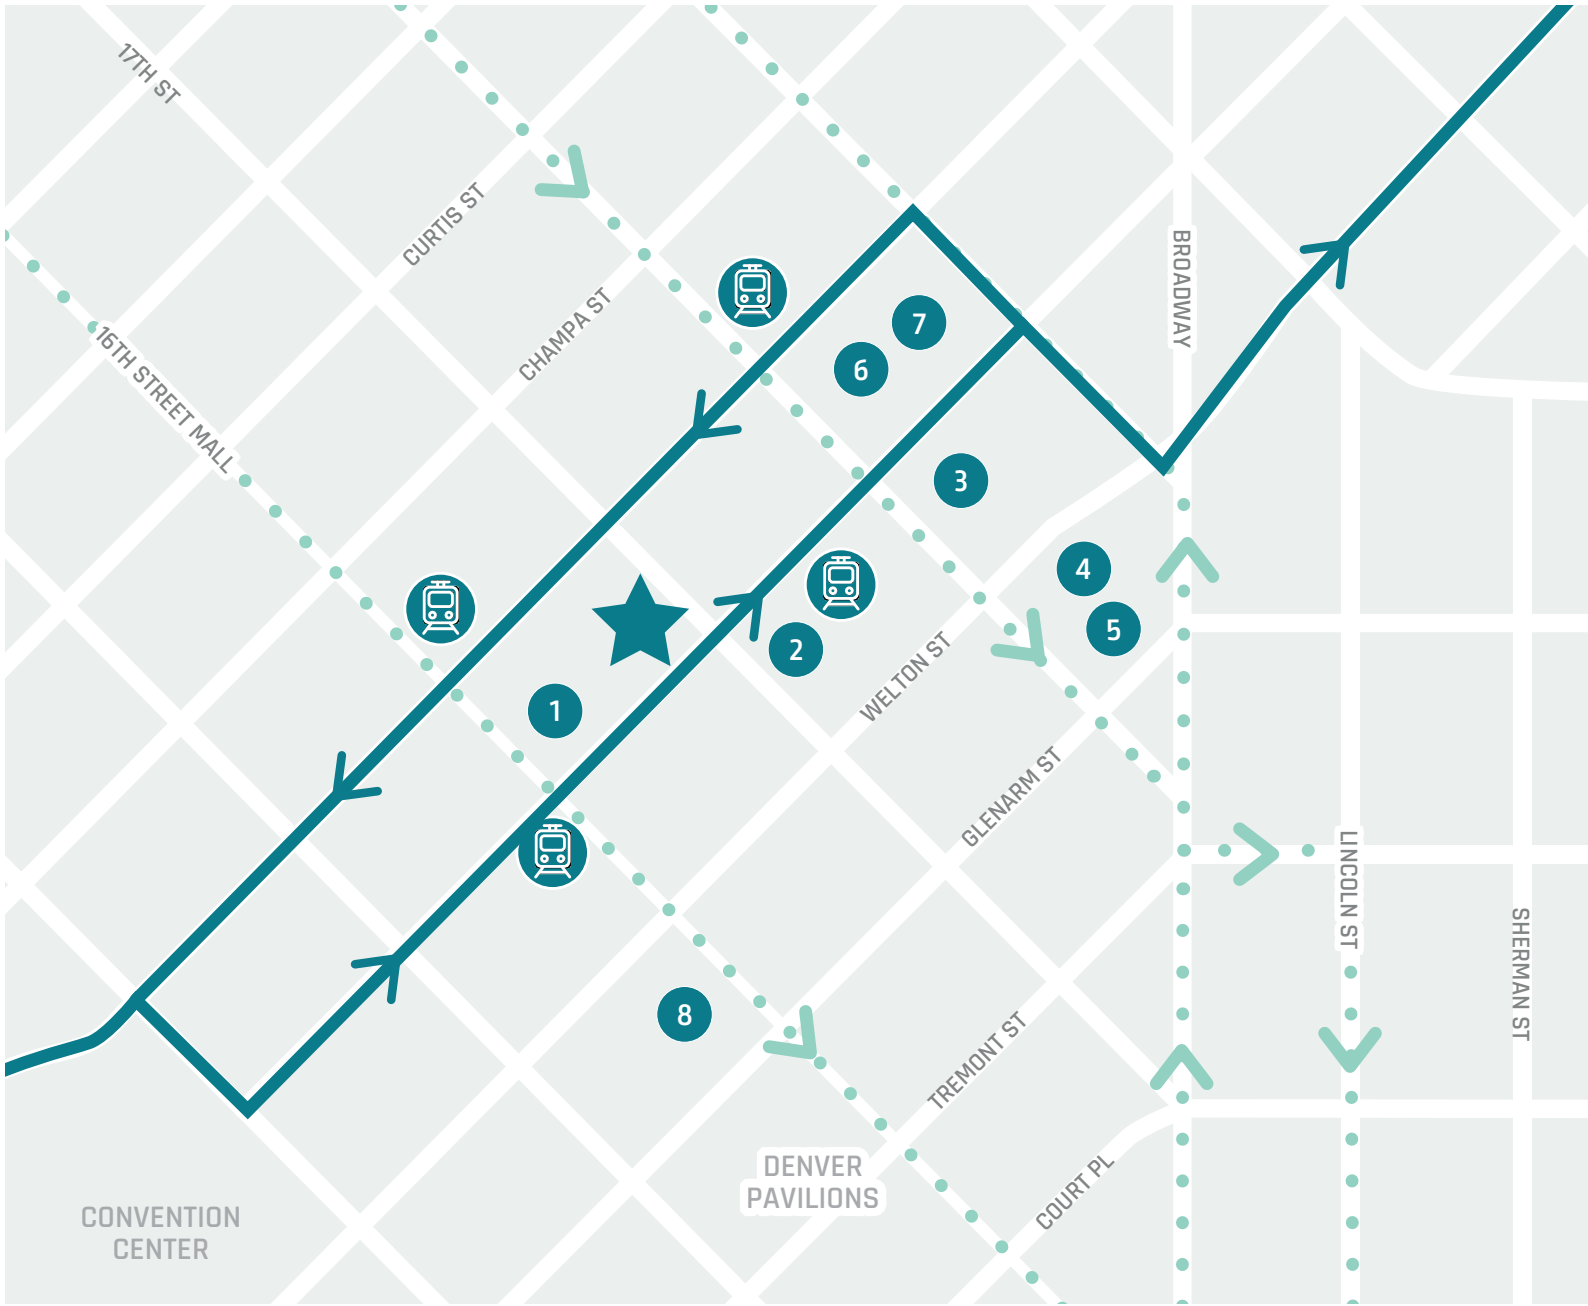 17TH ST
CURTIS ST
BROADWAY
CHAMPA ST
7
16TH STREET MALL
6
3
4
5
2
WELTON ST
1
GLENARM ST
LINCOLN ST
SHERMAN ST
8
TREMONT ST
DENVER
PAVILIONS
COURT PL
CONVENTION
CENTER